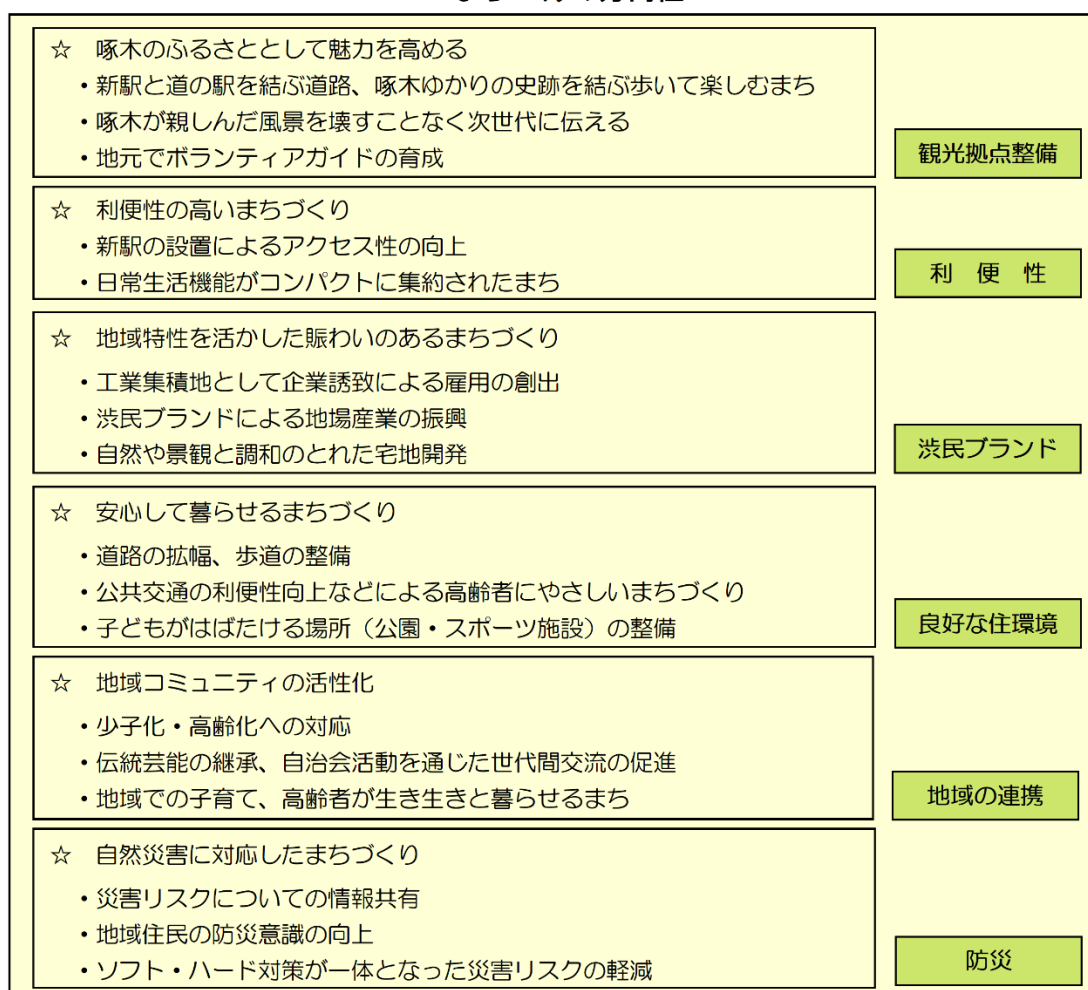 ☆ 啄木のふるさととして魅力を高める
・新駅と道の駅を結ぶ道路、啄木ゆかりの史跡を結ぶ歩いて楽しむまち
・啄木が親しんだ風景を壊すことなく次世代に伝える
・地元でボランティアガイドの育成
観光拠点整備
☆ 利便性の高いまちづくり
・新駅の設置によるアクセス性の向上
・日常生活機能がコンパクトに集約されたまち
利 便 性
☆ 地域特性を活かした賑わいのあるまちづくり
・工業集積地として企業誘致による雇用の創出
・渋民ブランドによる地場産業の振興
・自然や景観と調和のとれた宅地開発
渋民ブランド
☆ 安心して暮らせるまちづくり
・道路の拡幅、歩道の整備
・公共交通の利便性向上などによる高齢者にやさしいまちづくり
・子どもがはばたける場所（公園・スポーツ施設）の整備
良好な住環境
☆ 地域コミュニティの活性化
・少子化・高齢化への対応
・伝統芸能の継承、自治会活動を通じた世代間交流の促進
・地域での子育て、高齢者が生き生きと暮らせるまち
地域の連携
☆ 自然災害に対応したまちづくり
・災害リスクについての情報共有
・地域住民の防災意識の向上
・ソフト・ハード対策が一体となった災害リスクの軽減
防災